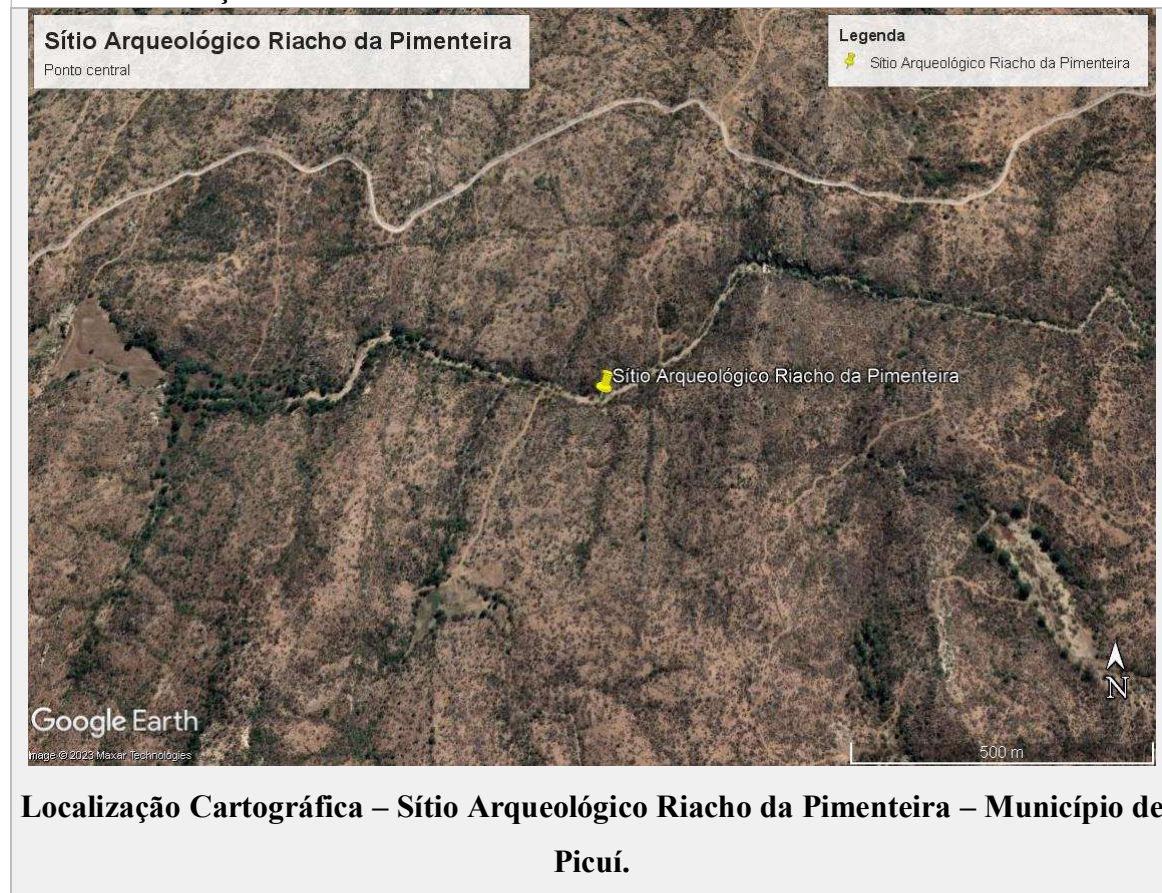 Sítio Arqueológico Riacho da Pimenteira
Ponto central
Legenda
Sítio Arqueológico Riacho da Pimenteira
Sítio Arqueológico Riacho da Pimenteira
N
Google Earth
Image © 2023 Maxar Technologies
500 m
Localização Cartográfica – Sítio Arqueológico Riacho da Pimenteira – Município de
Picuí.